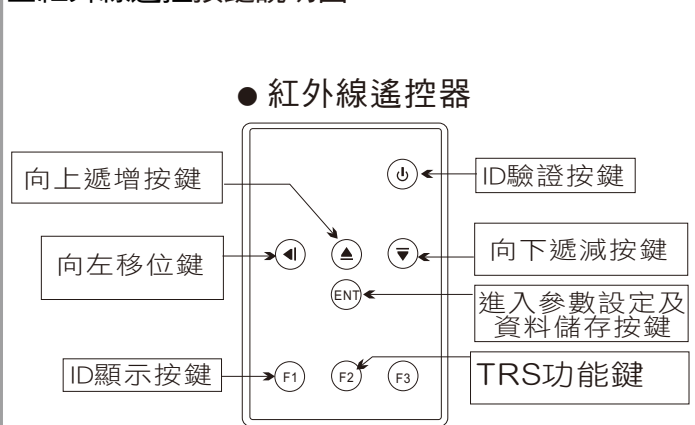 ● 紅外線遙控器
向上遞增按鍵
ID驗證按鍵
向左移位鍵
向下遞減按鍵
ENT
進入參數設定及
資料儲存按鍵
ID顯示按鍵
F1
F2
F3
TRS功能鍵